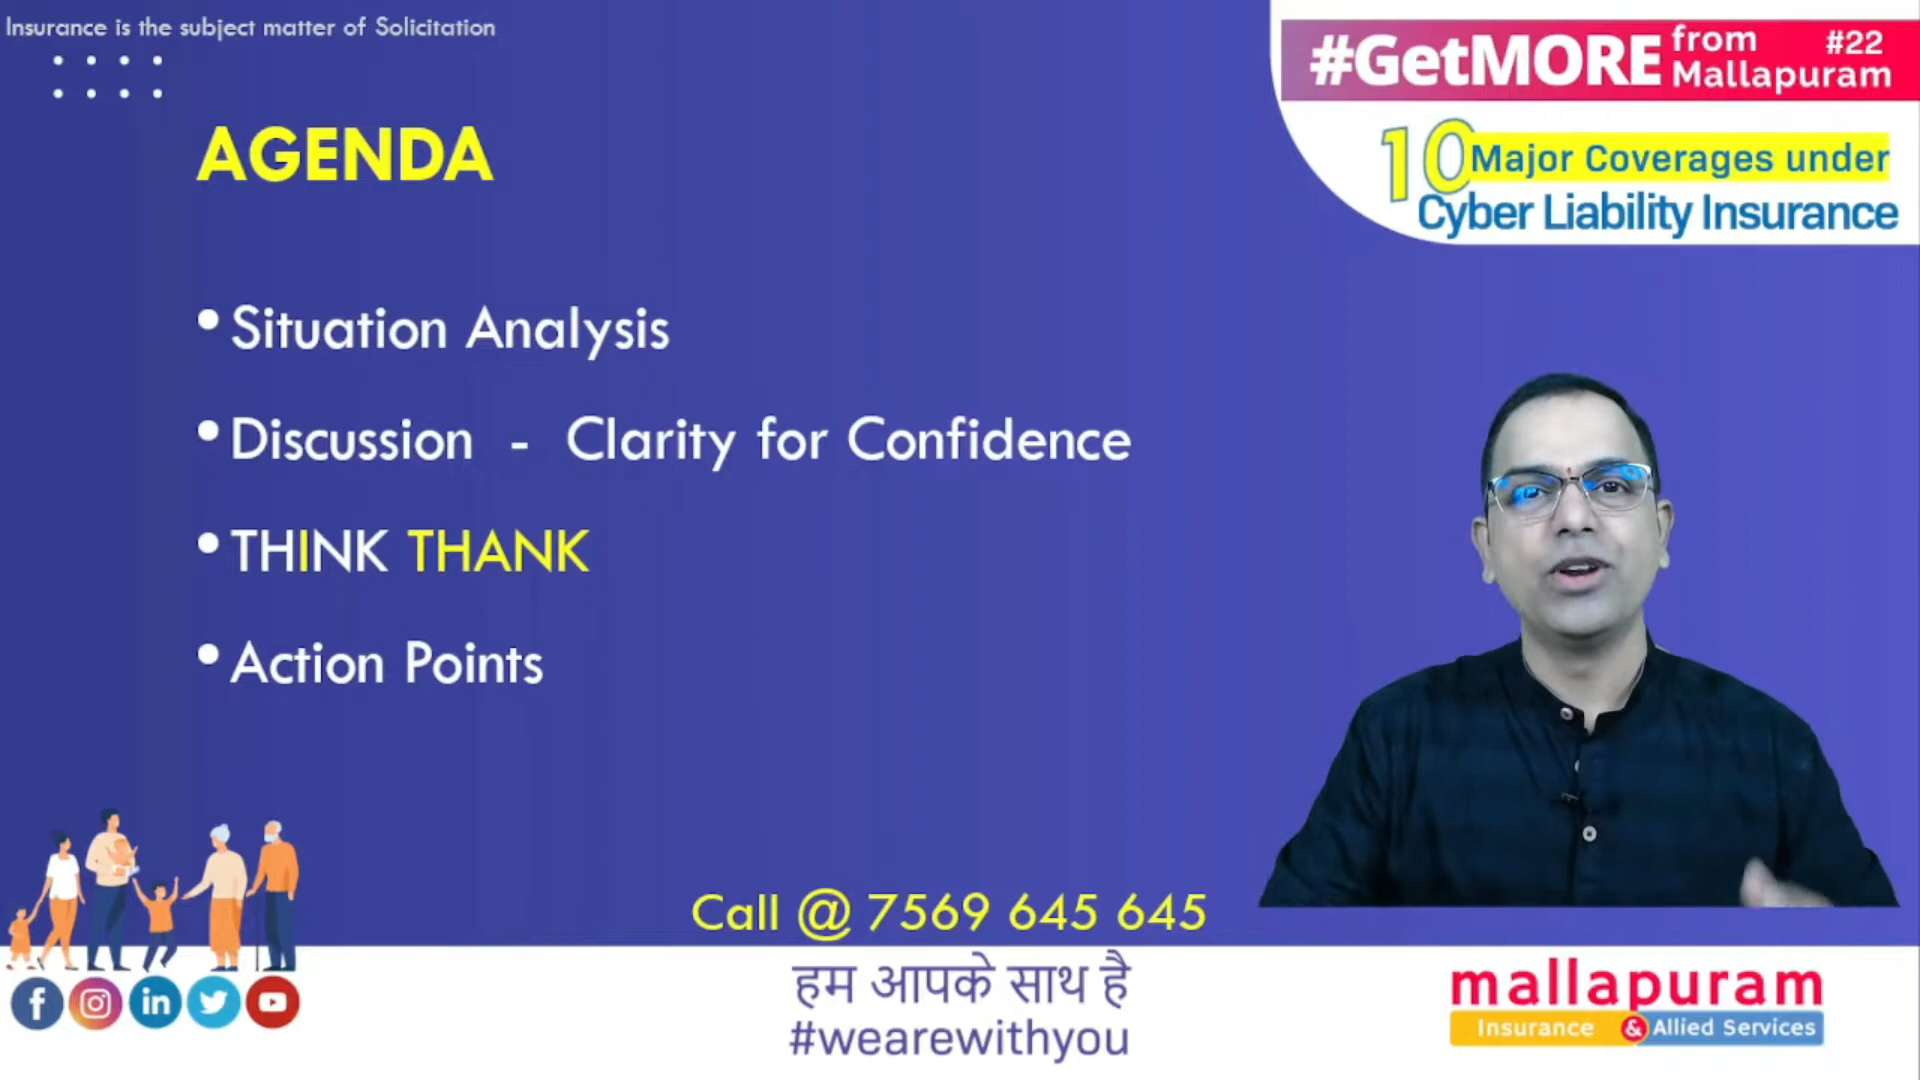 Insurance is the subject matter of Solicitation
#GetMORE from Mallapuram #22
10 Major Coverages under
Cyber Liability Insurance
AGENDA
• Situation Analysis
• Discussion - Clarity for Confidence
• THINK THANK
• Action Points
Call @ 7569 645 645
हम आपके साथ है
#wearewithyou
mallapuram
Insurance & Allied Services